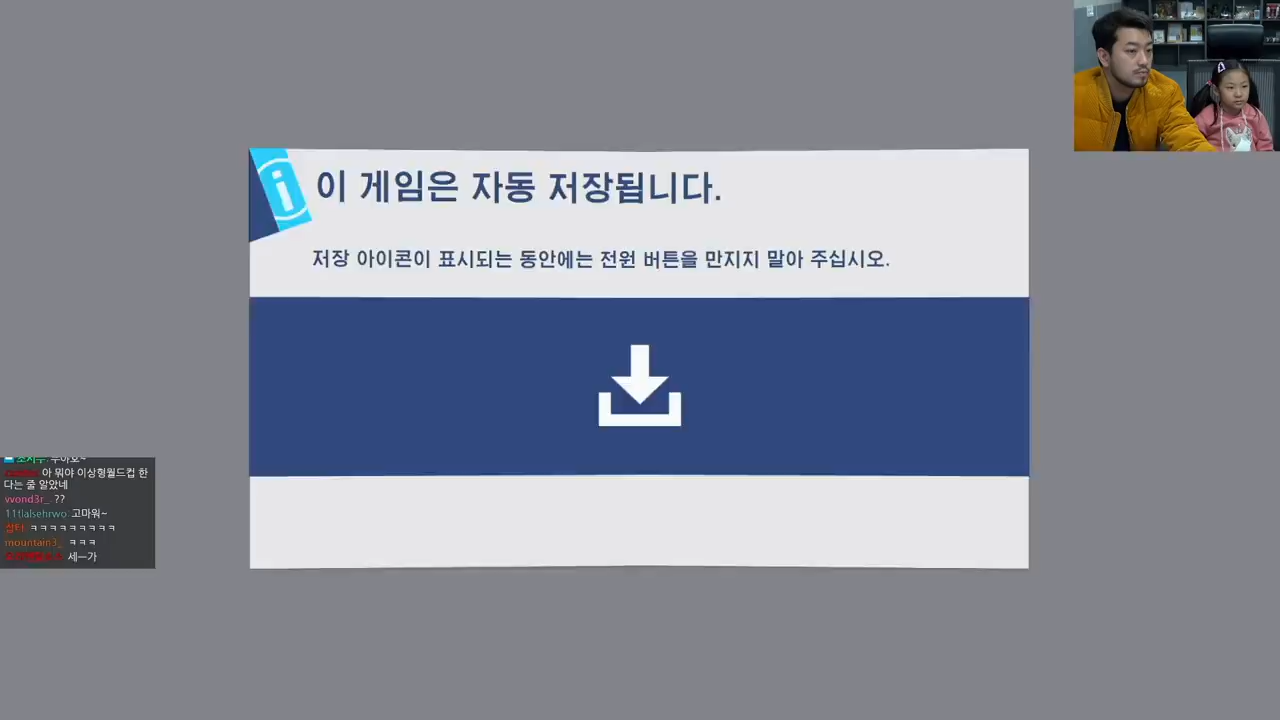 이 게임은 자동 저장됩니다.
저장 아이콘이 표시되는 동안에는 전원 버튼을 만지지 말아 주십시오.
아 뭐야 이상형월드컵 한
다는 줄 알았네
vvond3r_: ??
고마워~
ㅋㅋㅋㅋㅋㅋㅋㅋㅋ
mountain3_: ㅋㅋㅋ
세—가